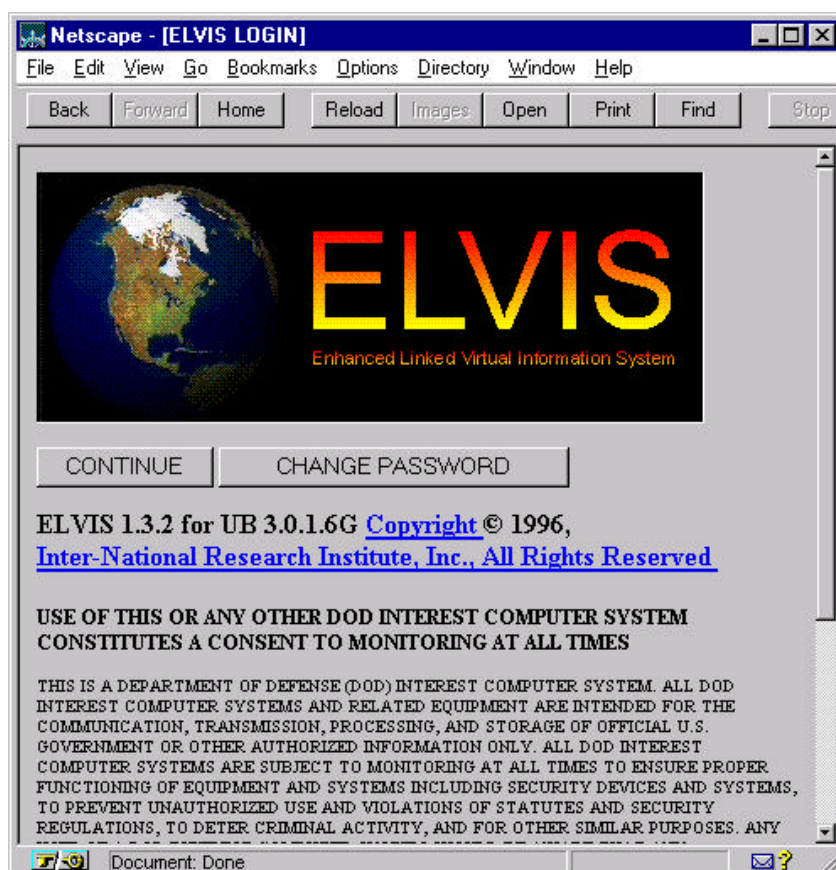 Netscape - [ELVIS LOGIN]
File Edit View Go Bookmarks Options Directory Window Help
Back Forward Home Reload Images Open Print Find Stop
ELVIS
Enhanced Linked Virtual Information System
CONTINUE CHANGE PASSWORD
ELVIS 1.3.2 for UB 3.0.1.6G Copyright © 1996,
Inter-National Research Institute, Inc., All Rights Reserved
USE OF THIS OR ANY OTHER DOD INTEREST COMPUTER SYSTEM
CONSTITUTES A CONSENT TO MONITORING AT ALL TIMES
THIS IS A DEPARTMENT OF DEFENSE (DOD) INTEREST COMPUTER SYSTEM. ALL DOD
INTEREST COMPUTER SYSTEMS AND RELATED EQUIPMENT ARE INTENDED FOR THE
COMMUNICATION, TRANSMISSION, PROCESSING, AND STORAGE OF OFFICIAL U.S.
GOVERNMENT OR OTHER AUTHORIZED INFORMATION ONLY. ALL DOD INTEREST
COMPUTER SYSTEMS ARE SUBJECT TO MONITORING AT ALL TIMES TO ENSURE PROPER
FUNCTIONING OF EQUIPMENT AND SYSTEMS INCLUDING SECURITY DEVICES AND SYSTEMS,
TO PREVENT UNAUTHORIZED USE AND VIOLATIONS OF STATUTES AND SECURITY
REGULATIONS, TO DETER CRIMINAL ACTIVITY, AND FOR OTHER SIMILAR PURPOSES. ANY
Document: Done